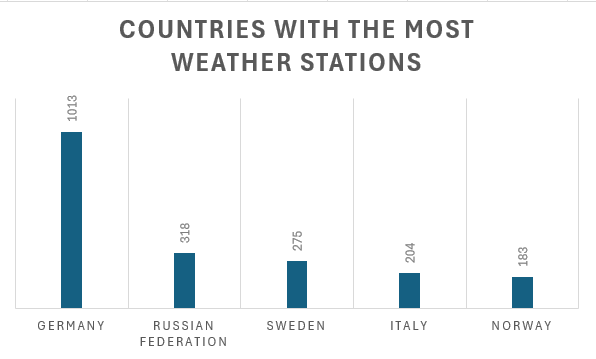 COUNTRIES WITH THE MOST
WEATHER STATIONS
1013
318
275
204
183
GERMANY
RUSSIAN
FEDERATION
SWEDEN
ITALY
NORWAY